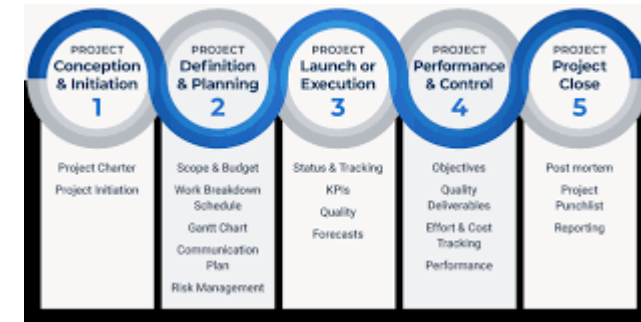 PROJECT
Conception
& Initiation
1
Project Charter
Project Initiation
PROJECT
Definition
& Planning
2
Scope & Budget
Work Breakdown
Schedule
Gantt Chart
Communication
Plan
Risk Management
PROJECT
Launch or
Execution
3
Status & Tracking
KPIs
Quality
Forecasts
PROJECT
Performance
& Control
4
Objectives
Quality
Deliverables
Effort & Cost
Tracking
Performance
PROJECT
Project
Close
5
Post mortem
Project
Punchlist
Reporting